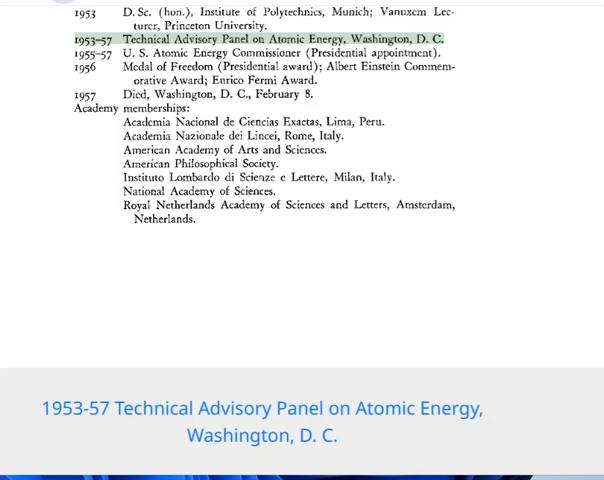 1953 D. Sc. (hon.), Institute of Polytechnics, Munich; Vanuxem Lec-
turer, Princeton University.
1953–57 Technical Advisory Panel on Atomic Energy, Washington, D. C.
1955–57 U. S. Atomic Energy Commissioner (Presidential appointment).
1956 Medal of Freedom (Presidential award); Albert Einstein Commem-
orative Award; Enrico Fermi Award.
1957 Died, Washington, D. C., February 8.
Academy memberships:
Academia Nacional de Ciencias Exactas, Lima, Peru.
Academia Nazionale dei Lincei, Rome, Italy.
American Academy of Arts and Sciences.
American Philosophical Society.
Instituto Lombardo di Scienze e Lettere, Milan, Italy.
National Academy of Sciences.
Royal Netherlands Academy of Sciences and Letters, Amsterdam,
Netherlands.
1953-57 Technical Advisory Panel on Atomic Energy,
Washington, D. C.